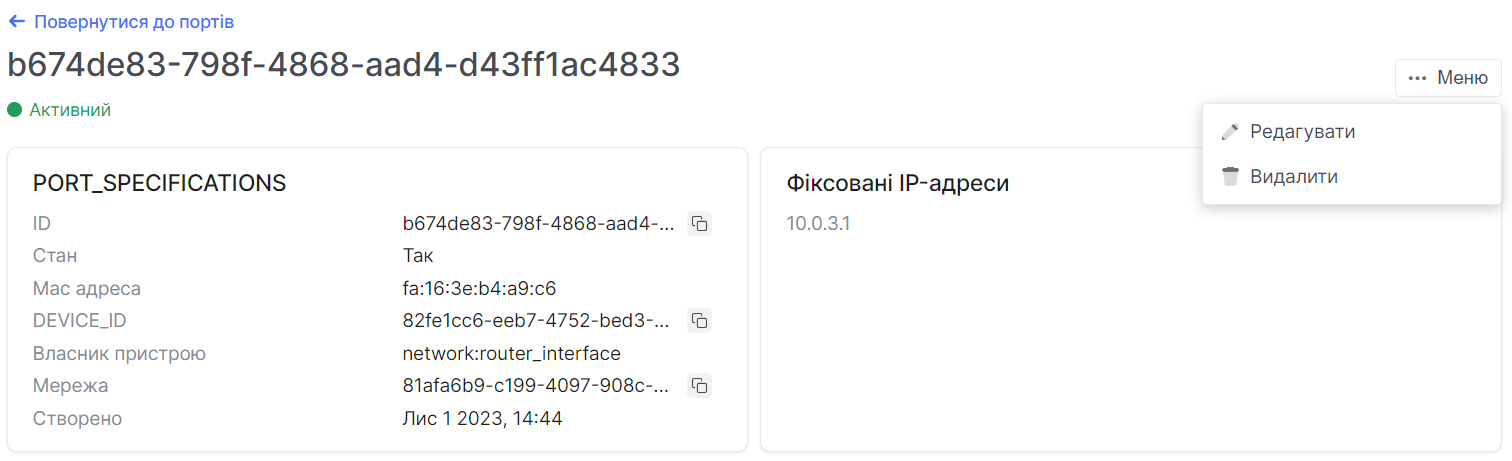 Повернутися до портів
b674de83-798f-4868-aad4-d43ff1ac4833
Меню
Активний
Редагувати
Видалити
PORT_SPECIFICATIONS
ID b674de83-798f-4868-aad4-...
Стан Так
Мас адреса fa:16:3e:b4:a9:c6
DEVICE_ID 82fe1cc6-eeb7-4752-bed3-...
Власник пристрою network:router_interface
Мережа 81afa6b9-c199-4097-908c-...
Створено Лис 1 2023, 14:44
Фіксовані IP-адреси
10.0.3.1